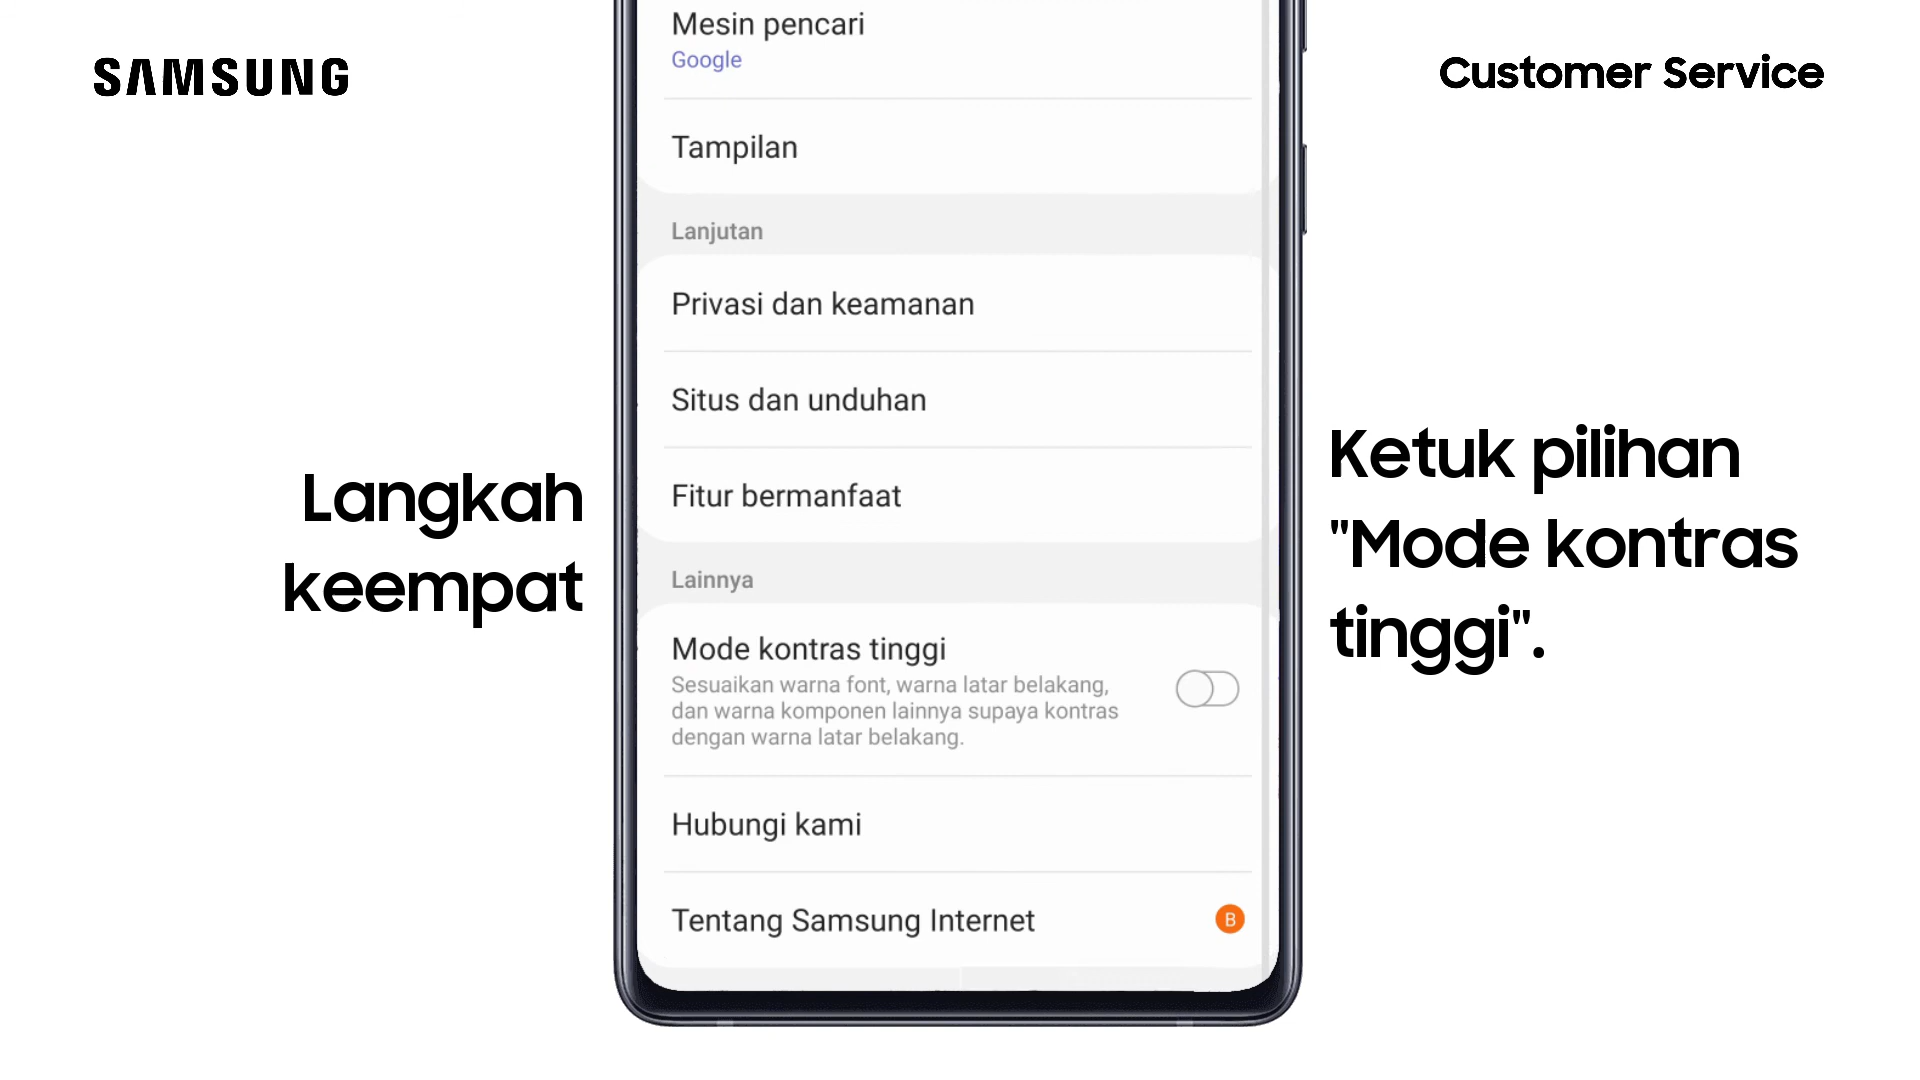 SAMSUNG
Customer Service
Mesin pencari
Google
Tampilan
Lanjutan
Privasi dan keamanan
Situs dan unduhan
Fitur bermanfaat
Lainnya
Mode kontras tinggi
Sesuaikan warna font, warna latar belakang,
dan warna komponen lainnya supaya kontras
dengan warna latar belakang.
Hubungi kami
Tentang Samsung Internet
B
Langkah
keempat
Ketuk pilihan
"Mode kontras
tinggi".